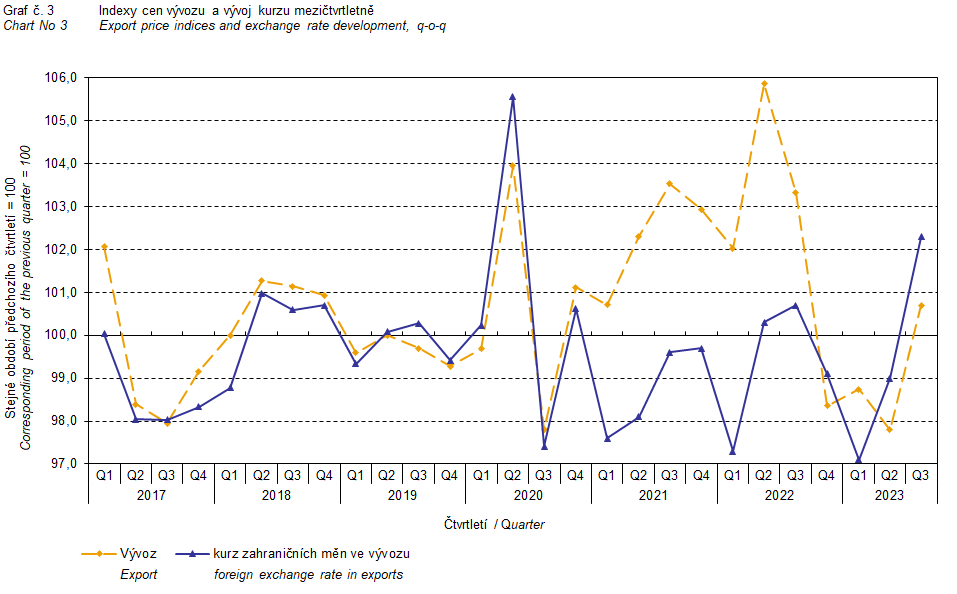 Graf č. 3 Indexy cen vývozu a vývoj kurzu mezičtvrtletně
Chart No 3 Export price indices and exchange rate development, q-o-q
Stejné období předchozího čtvrtletí = 100
Corresponding period of the previous quarter = 100
106,0
105,0
104,0
103,0
102,0
101,0
100,0
99,0
98,0
97,0
Q1 Q2 Q3 Q4 Q1 Q2 Q3 Q4 Q1 Q2 Q3 Q4 Q1 Q2 Q3 Q4 Q1 Q2 Q3 Q4 Q1 Q2 Q3 Q4 Q1 Q2 Q3
2017 2018 2019 2020 2021 2022 2023
Čtvrtletí / Quarter
Vývoz kurz zahraničních měn ve vývozu
Export foreign exchange rate in exports